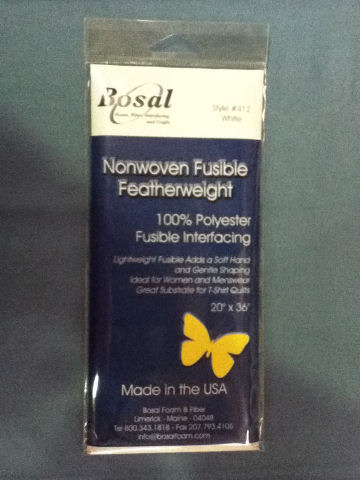 Bosal
Foam, Fiber, Interfacing
and Crafts
Style #412
White
Nonwoven Fusible
Featherweight
100% Polyester
Fusible Interfacing
Lightweight Fusible Adds a Soft Hand
and Gentle Shaping
Ideal for Women and Menswear
Great Substrate for T-Shirt Quilts
20" x 36"
Made in the USA
Bosal Foam & Fiber
Limerick - Maine - 04048
Tel 800.343.1818 - Fax 207.793.4106
info@bosalfoam.com